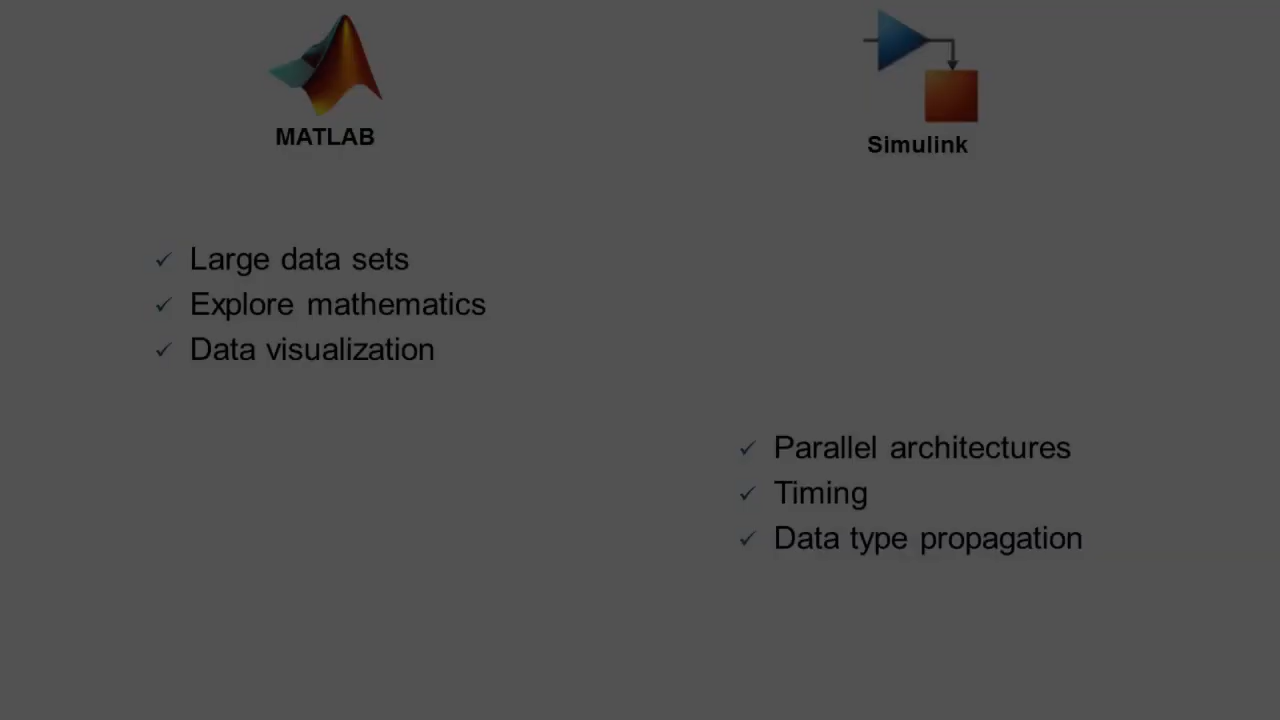 MATLAB
Simulink
Large data sets
Explore mathematics
Data visualization
Parallel architectures
Timing
Data type propagation